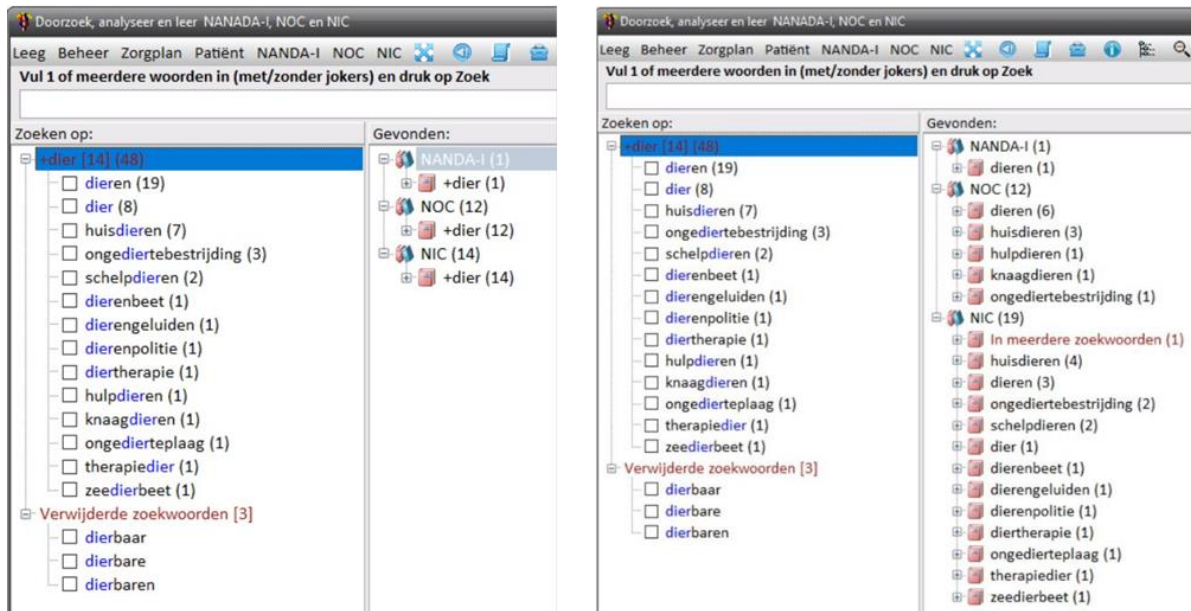 Doorzoek, analyseer en leer NANADA-I, NOC en NIC
Leeg Beheer Zorgplan Patiënt NANDA-I NOC NIC
Vul 1 of meerdere woorden in (met/zonder jokers) en druk op Zoek
Zoeken op:
+dier [14] (48)
dieren (19)
dier (8)
huisdieren (7)
ongediertebestrijding (3)
schelpdieren (2)
dierenbeet (1)
dierengeluiden (1)
dierenpolitie (1)
diertherapie (1)
hulpdieren (1)
knaagdieren (1)
ongedierteplaag (1)
therapiedier (1)
zeedierbeet (1)
Verwijderde zoekwoorden [3]
dierbaar
dierbare
dierbaren
Gevonden:
NANDA-I (1)
+dier (1)
NOC (12)
+dier (12)
NIC (14)
+dier (14)
Doorzoek, analyseer en leer NANADA-I, NOC en NIC
Leeg Beheer Zorgplan Patiënt NANDA-I NOC NIC
Vul 1 of meerdere woorden in (met/zonder jokers) en druk op Zoek
Zoeken op:
+dier [14] (48)
dieren (19)
dier (8)
huisdieren (7)
ongediertebestrijding (3)
schelpdieren (2)
dierenbeet (1)
dierengeluiden (1)
dierenpolitie (1)
diertherapie (1)
hulpdieren (1)
knaagdieren (1)
ongedierteplaag (1)
therapiedier (1)
zeedierbeet (1)
Verwijderde zoekwoorden [3]
dierbaar
dierbare
dierbaren
Gevonden:
NANDA-I (1)
dieren (1)
NOC (12)
dieren (6)
huisdieren (3)
hulpdieren (1)
knaagdieren (1)
ongediertebestrijding (1)
NIC (19)
In meerdere zoekwoorden (1)
huisdieren (4)
dieren (3)
ongediertebestrijding (2)
schelpdieren (2)
dier (1)
dierenbeet (1)
dierengeluiden (1)
dierenpolitie (1)
diertherapie (1)
ongedierteplaag (1)
therapiedier (1)
zeedierbeet (1)